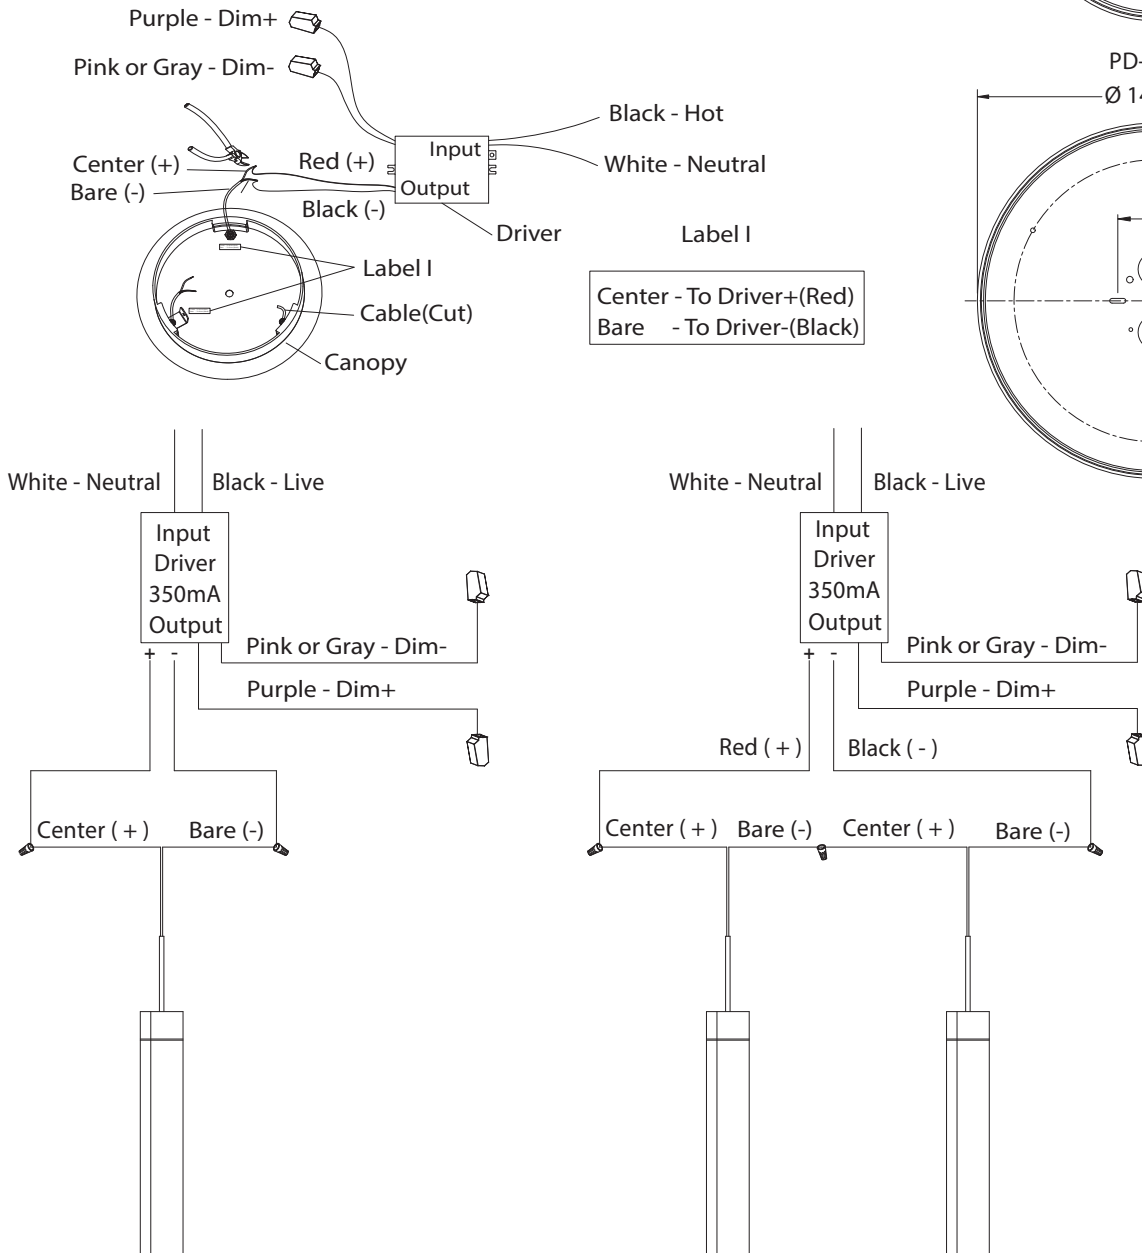 Purple - Dim+
Pink or Gray - Dim-
Center (+)
Bare (-)
Red (+)
Black (-)
Input
Output
Black - Hot
White - Neutral
Driver
Label I
Cable(Cut)
Canopy
Label I
Center - To Driver+(Red)
Bare - To Driver-(Black)
PD-
Ø 14
White - Neutral
Black - Live
Input
Driver
350mA
Output
+ -
Pink or Gray - Dim-
Purple - Dim+
Center ( + )
Bare (-)
White - Neutral
Black - Live
Input
Driver
350mA
Output
+ -
Pink or Gray - Dim-
Purple - Dim+
Red ( + )
Black ( - )
Center ( + )
Bare (-)
Center ( + )
Bare (-)